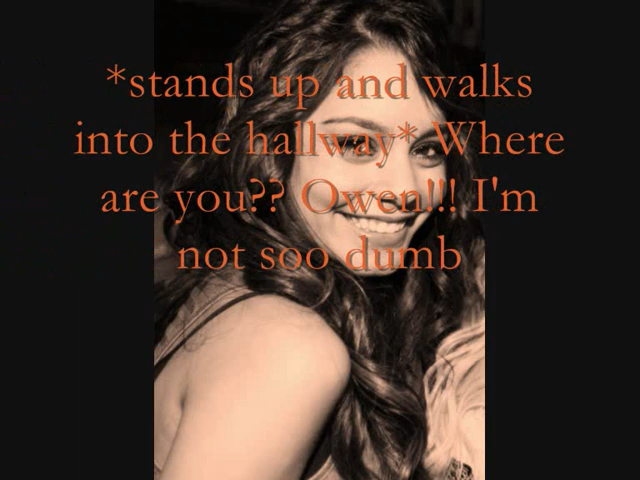 *stands up and walks
into the hallway* Where
are you?? Owen!!! I'm
not soo dumb